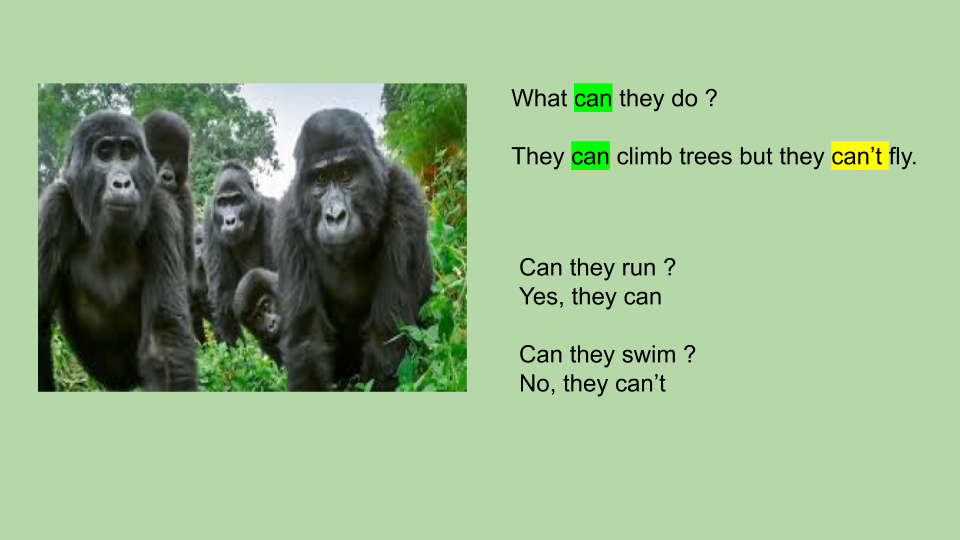 What can they do ?
They can climb trees but they can’t fly.
Can they run ?
Yes, they can
Can they swim ?
No, they can’t